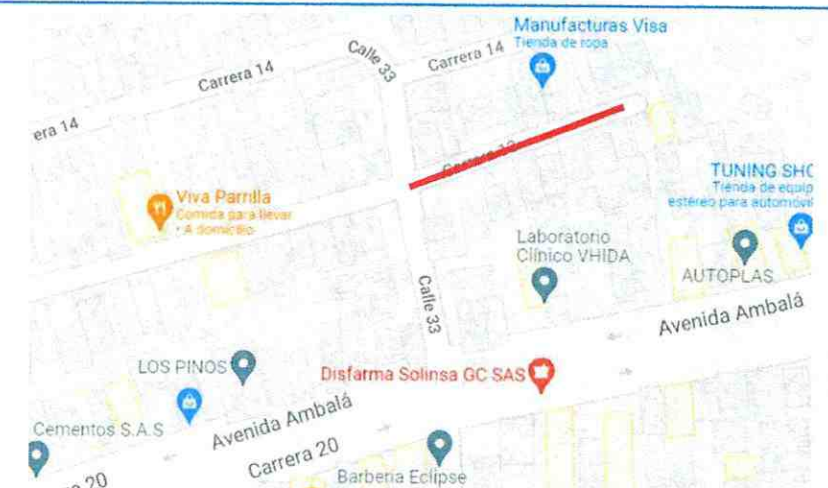 Manufacturas Visa
Tienda de ropa
Calle 33
Carrera 14
Carrera 14
era 14
Viva Parrilla
Comida para llevar
• A domicilio
TUNING SHO
Tienda de equip
estéreo para automóvil
Laboratorio
Clínico VHIDA
AUTOPLAS
Calle 33
Avenida Ambalá
LOS PINOS
Disfarma Solinsa GC SAS
Cementos S.A.S
Avenida Ambalá
Carrera 20
20
Barberia Eclipse